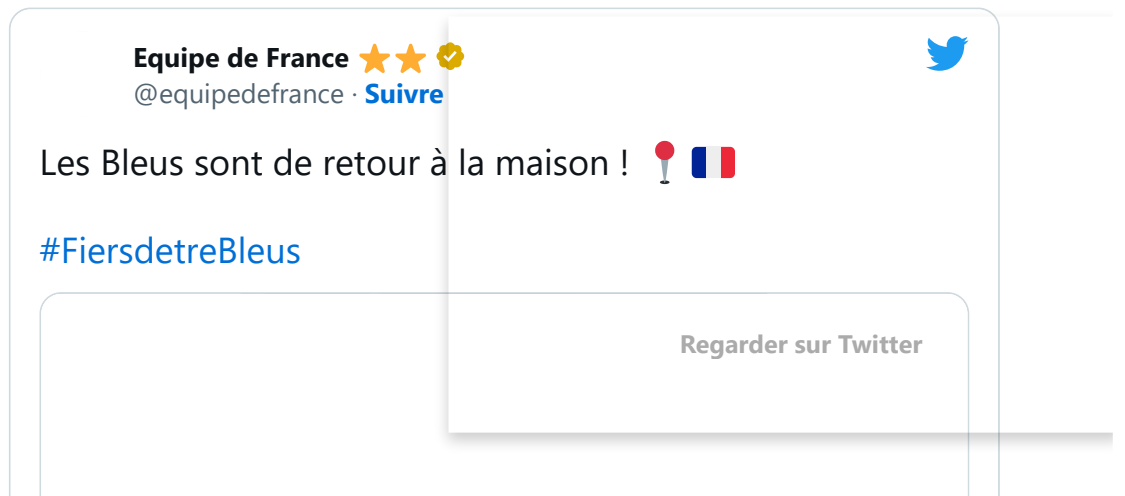 Equipe de France ⭐⭐
@equipedefrance · Suivre
Les Bleus sont de retour à la maison ! 📍🇫🇷
#FiersdetreBleus
Regarder sur Twitter